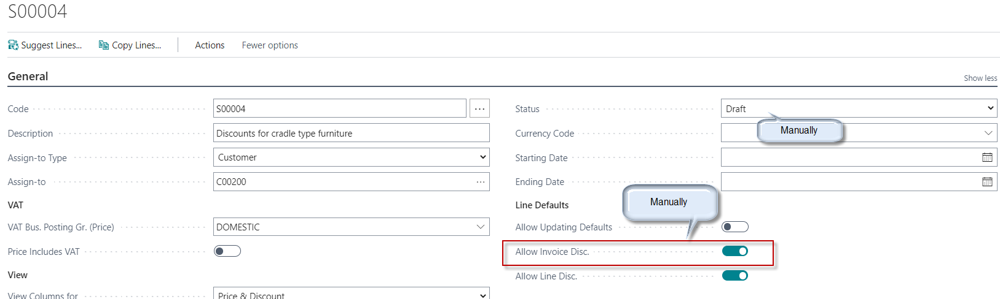 S00004
Suggest Lines... Copy Lines... Actions Fewer options
General Show less
Code S00004 ...
Description Discounts for cradle type furniture
Assign-to Type Customer
Assign-to C00200 ...
VAT
VAT Bus. Posting Gr. (Price) DOMESTIC
Price Includes VAT
View
View Columns for Price & Discount
Status Draft
Manually
Currency Code
Starting Date
Ending Date
Manually
Line Defaults
Allow Updating Defaults
Allow Invoice Disc.
Allow Line Disc.